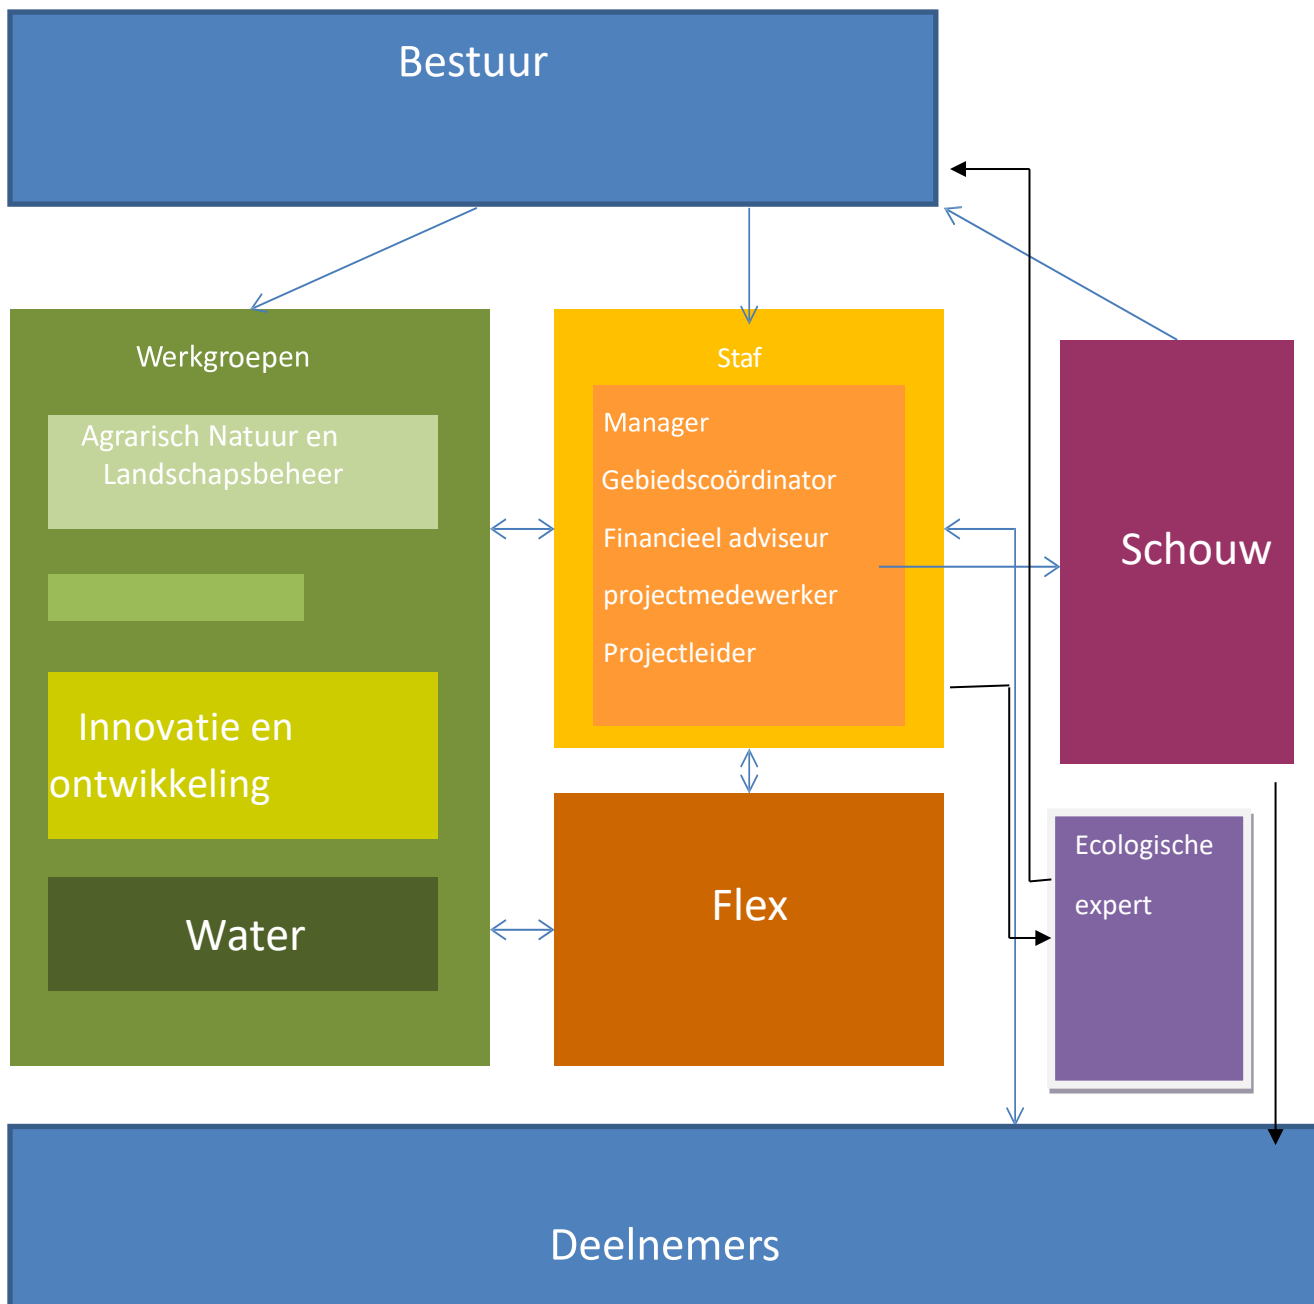 Bestuur
Werkgroepen
Agrarisch Natuur en
Landschapsbeheer
Innovatie en
ontwikkeling
Water
Staf
Manager
Gebiedscoördinator
Financieel adviseur
projectmedewerker
Projectleider
Flex
Schouw
Ecologische
expert
Deelnemers